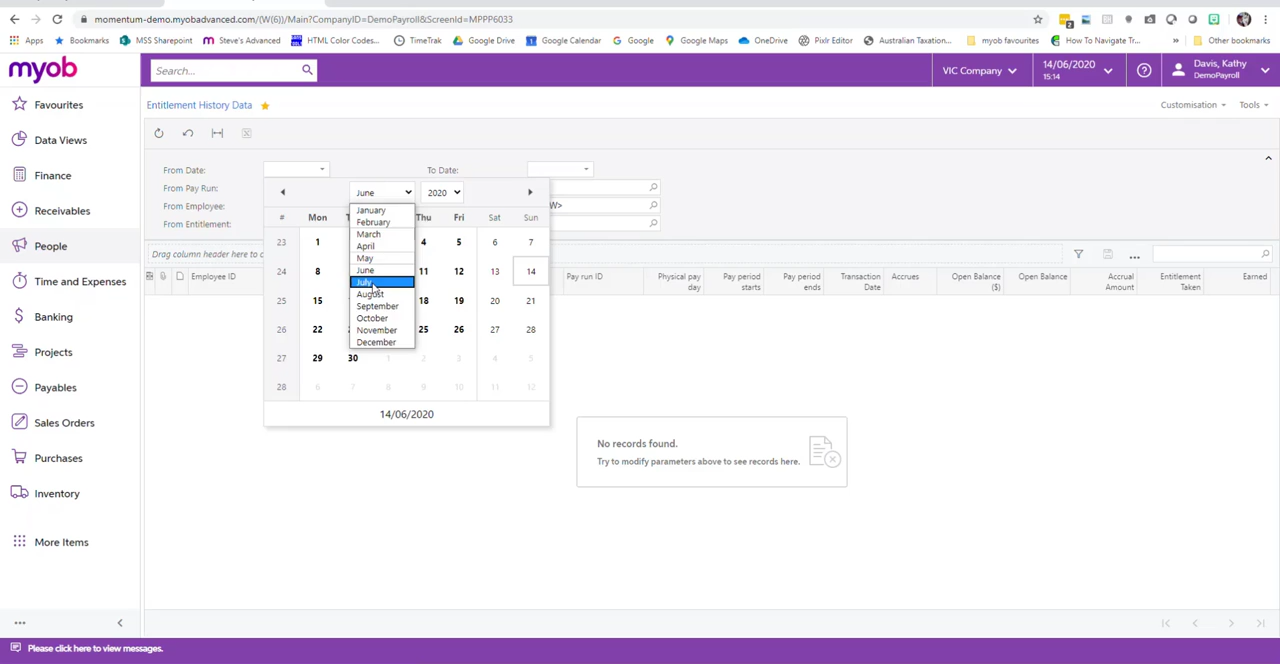 momentum-demo.myobadvanced.com/(W(6))/Main?CompanyID=DemoPayroll&ScreenId=MPPP6033
Apps Bookmarks MSS Sharepoint Steve's Advanced HTML Color Codes... TimeTrak Google Drive Google Calendar Google Google Maps OneDrive Pixlr Editor Australian Taxation... myob favourites How To Navigate Tr... » Other bookmarks
myob Search... VIC Company 14/06/2020 15:14 Davis, Kathy DemoPayroll
Favourites
Entitlement History Data Customisation Tools
Data Views
Finance
Receivables
People
Time and Expenses
Banking
Projects
Payables
Sales Orders
Purchases
Inventory
More Items
From Date: To Date:
From Pay Run:
From Employee: W>
From Entitlement:
June 2020
January
February
March
April
May
June
July
August
September
October
November
December
# Mon Thu Fri Sat Sun
23 1 4 5 6 7
24 8 11 12 13 14
25 15 18 19 20 21
26 22 25 26 27 28
27 29 30 1 2 3 4 5
28 6 7 8 9 10 11 12
14/06/2020
Drag column header here to c
Employee ID Pay run ID Physical pay day Pay period starts Pay period ends Transaction Date Accrues Open Balance ($) Open Balance Accrual Amount Entitlement Taken Earned
No records found.
Try to modify parameters above to see records here.
Please click here to view messages.